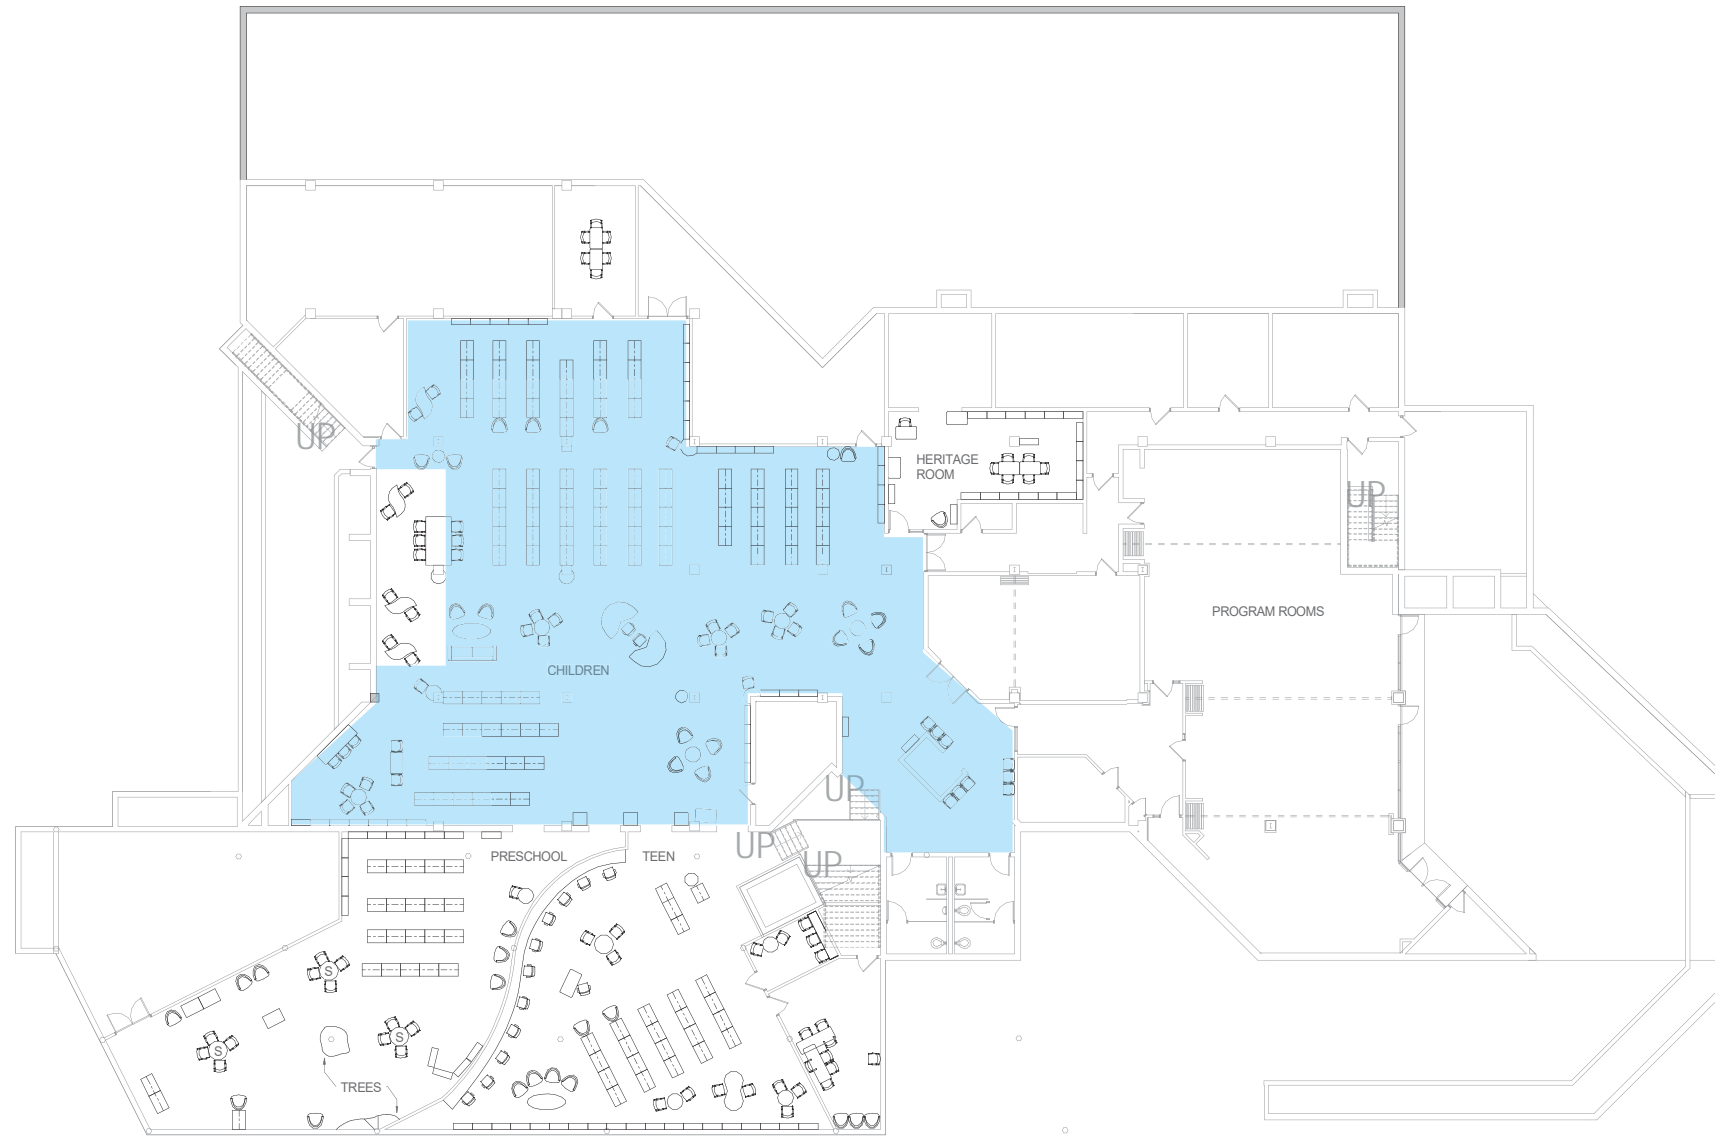 UP
HERITAGE
ROOM
UP
PROGRAM ROOMS
CHILDREN
UP
UP
UP
PRESCHOOL
TEEN
S
S
S
TREES